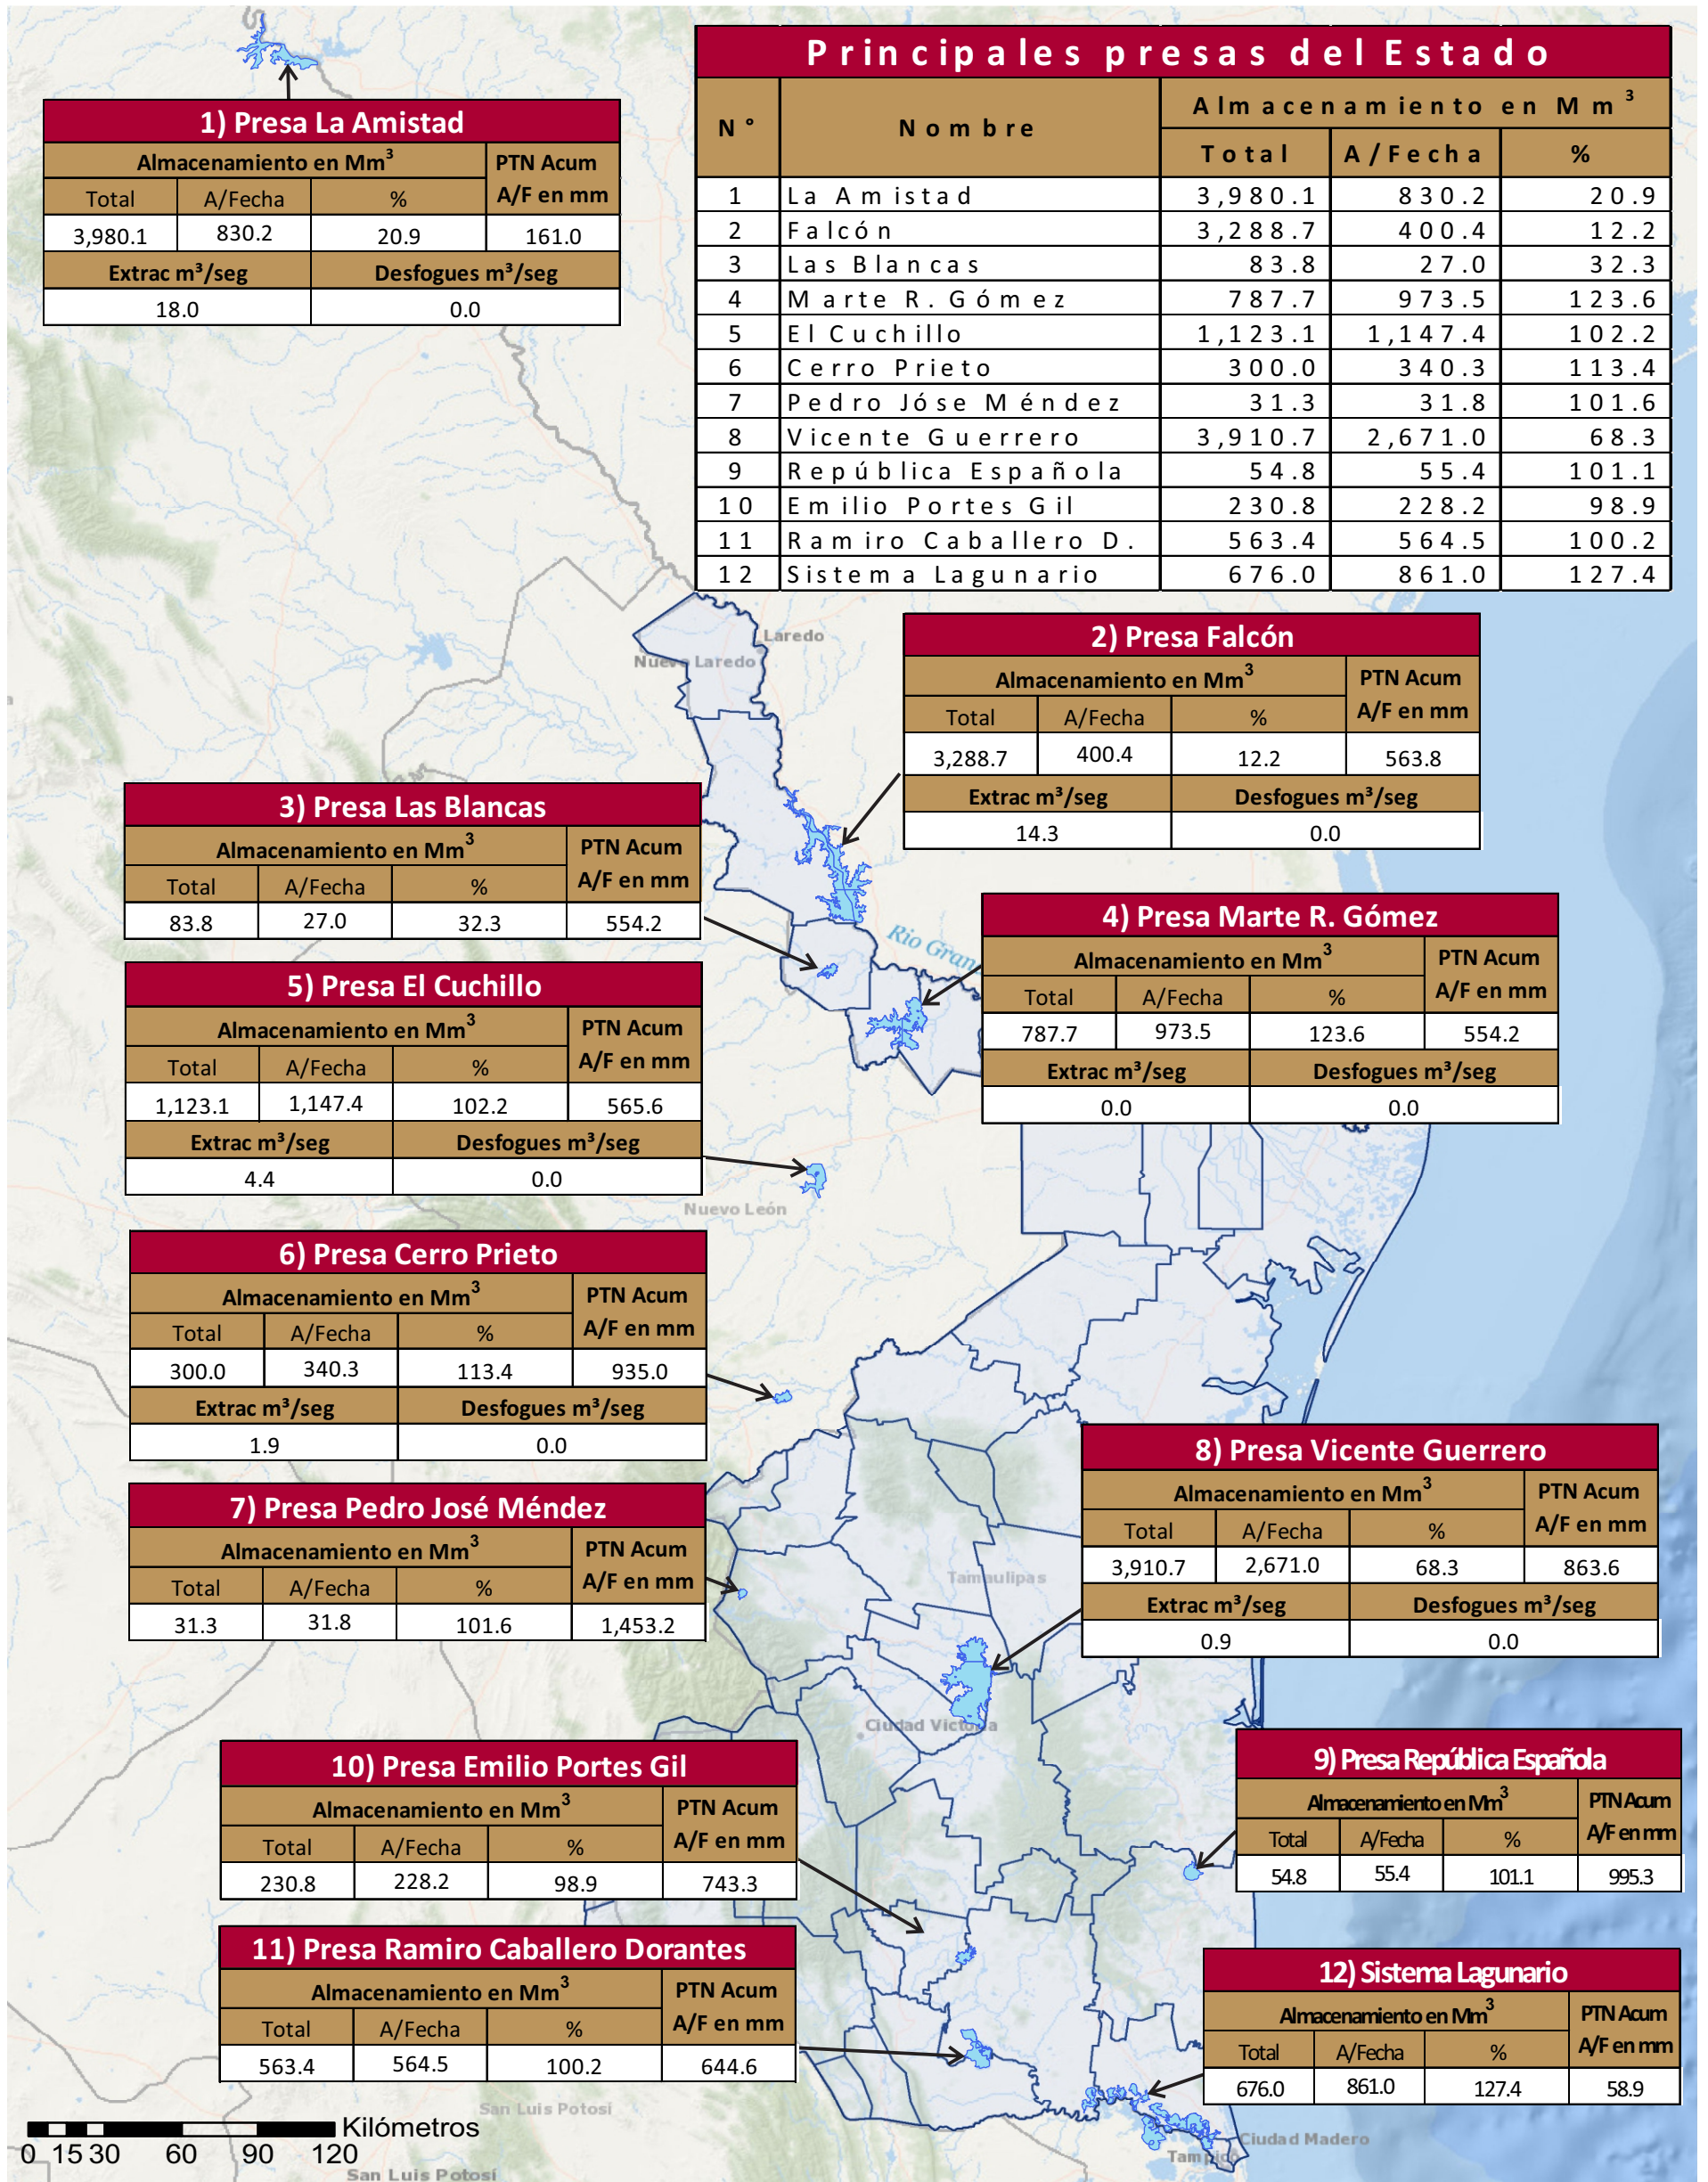 Principales presas del Estado
N° Nombre Almacenamiento en Mm³
Total A/Fecha %
1 La Amistad 3,980.1 830.2 20.9
2 Falcón 3,288.7 400.4 12.2
3 Las Blancas 83.8 27.0 32.3
4 Marte R. Gómez 787.7 973.5 123.6
5 El Cuchillo 1,123.1 1,147.4 102.2
6 Cerro Prieto 300.0 340.3 113.4
7 Pedro Jóse Méndez 31.3 31.8 101.6
8 Vicente Guerrero 3,910.7 2,671.0 68.3
9 República Española 54.8 55.4 101.1
10 Emilio Portes Gil 230.8 228.2 98.9
11 Ramiro Caballero D. 563.4 564.5 100.2
12 Sistema Lagunario 676.0 861.0 127.4
1) Presa La Amistad
Almacenamiento en Mm³ PTN Acum
Total A/Fecha % A/F en mm
3,980.1 830.2 20.9 161.0
Extrac m³/seg Desfogues m³/seg
18.0 0.0
Laredo
Nuevo Laredo
2) Presa Falcón
Almacenamiento en Mm³ PTN Acum
Total A/Fecha % A/F en mm
3,288.7 400.4 12.2 563.8
Extrac m³/seg Desfogues m³/seg
14.3 0.0
3) Presa Las Blancas
Almacenamiento en Mm³ PTN Acum
Total A/Fecha % A/F en mm
83.8 27.0 32.3 554.2
Rio Gran
4) Presa Marte R. Gómez
Almacenamiento en Mm³ PTN Acum
Total A/Fecha % A/F en mm
787.7 973.5 123.6 554.2
Extrac m³/seg Desfogues m³/seg
0.0 0.0
5) Presa El Cuchillo
Almacenamiento en Mm³ PTN Acum
Total A/Fecha % A/F en mm
1,123.1 1,147.4 102.2 565.6
Extrac m³/seg Desfogues m³/seg
4.4 0.0
Nuevo León
6) Presa Cerro Prieto
Almacenamiento en Mm³ PTN Acum
Total A/Fecha % A/F en mm
300.0 340.3 113.4 935.0
Extrac m³/seg Desfogues m³/seg
1.9 0.0
7) Presa Pedro José Méndez
Almacenamiento en Mm³ PTN Acum
Total A/Fecha % A/F en mm
31.3 31.8 101.6 1,453.2
8) Presa Vicente Guerrero
Almacenamiento en Mm³ PTN Acum
Total A/Fecha % A/F en mm
3,910.7 2,671.0 68.3 863.6
Extrac m³/seg Desfogues m³/seg
0.9 0.0
Tamaulipas
Ciudad Victoria
9) Presa República Española
Almacenamiento en Mm³ PTN Acum
Total A/Fecha % A/F en mm
54.8 55.4 101.1 995.3
10) Presa Emilio Portes Gil
Almacenamiento en Mm³ PTN Acum
Total A/Fecha % A/F en mm
230.8 228.2 98.9 743.3
11) Presa Ramiro Caballero Dorantes
Almacenamiento en Mm³ PTN Acum
Total A/Fecha % A/F en mm
563.4 564.5 100.2 644.6
12) Sistema Lagunario
Almacenamiento en Mm³ PTN Acum
Total A/Fecha % A/F en mm
676.0 861.0 127.4 58.9
San Luis Potosi
Ciudad Madero
Tampico
Kilómetros
0 15 30 60 90 120
San Luis Potosí